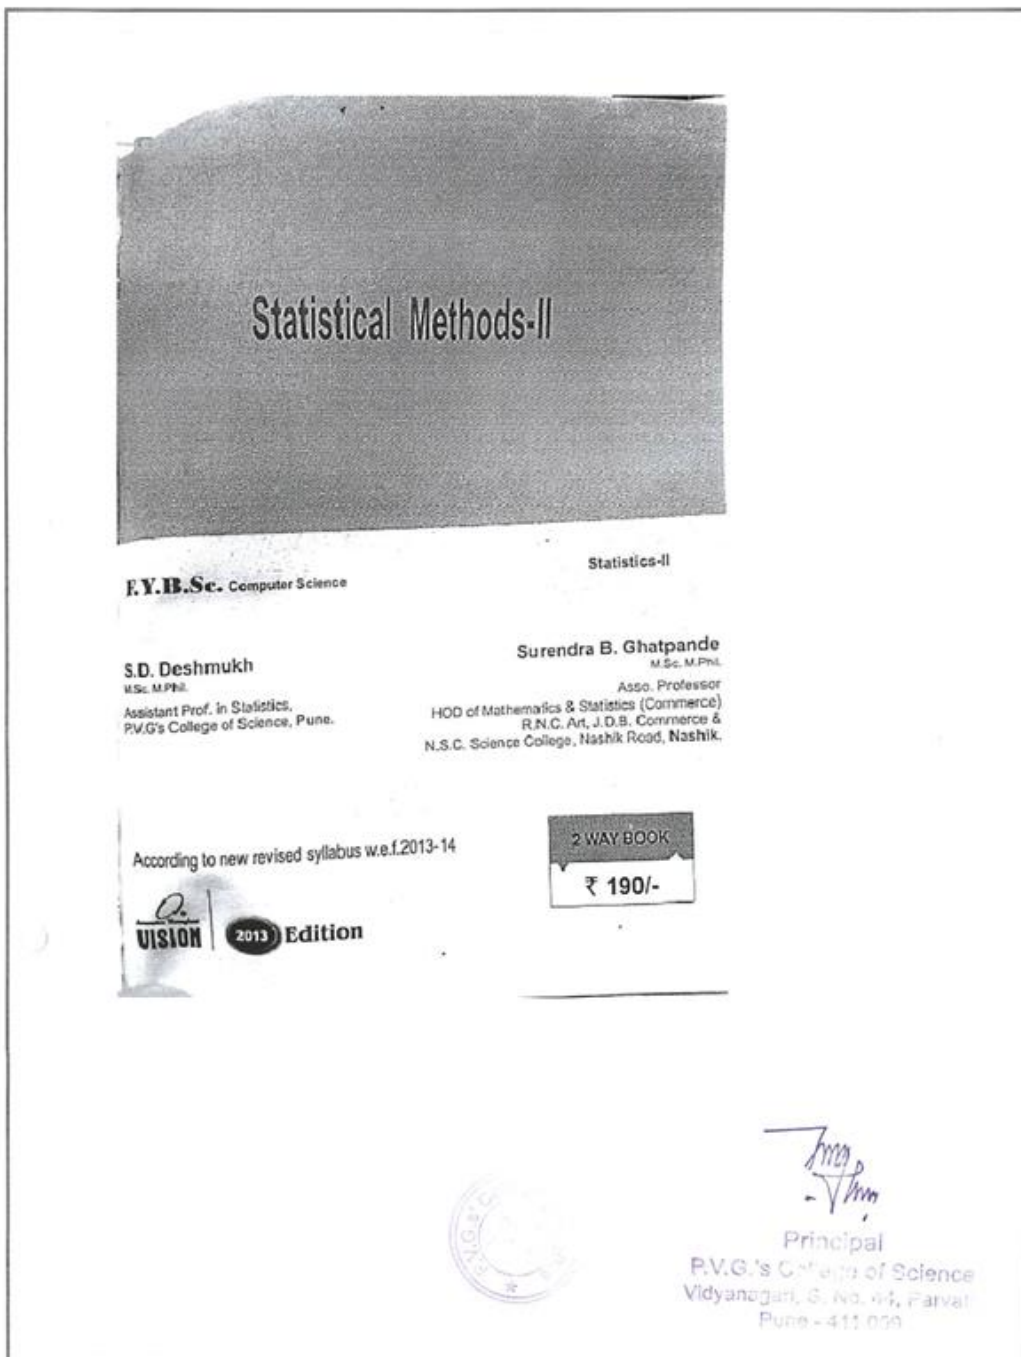 Statistical Methods-II
F.Y.B.Sc. Computer Science
Statistics-II
S.D. Deshmukh
M.Sc. M.Phil.
Assistant Prof. in Statistics,
P.V.G's College of Science, Pune.
Surendra B. Ghatpande
M.Sc. M.Phil.
Asso. Professor
HOD of Mathematics & Statistics (Commerce)
R.N.C. Art, J.D.B. Commerce &
N.S.C. Science College, Nashik Road, Nashik.
According to new revised syllabus w.e.f.2013-14
2 WAY BOOK
₹ 190/-
VISION
2013 Edition
P.V.G.s' C
Principal
P.V.G.'s College of Science
Vidyanagari, S. No. 44, Parvati
Pune - 411 009